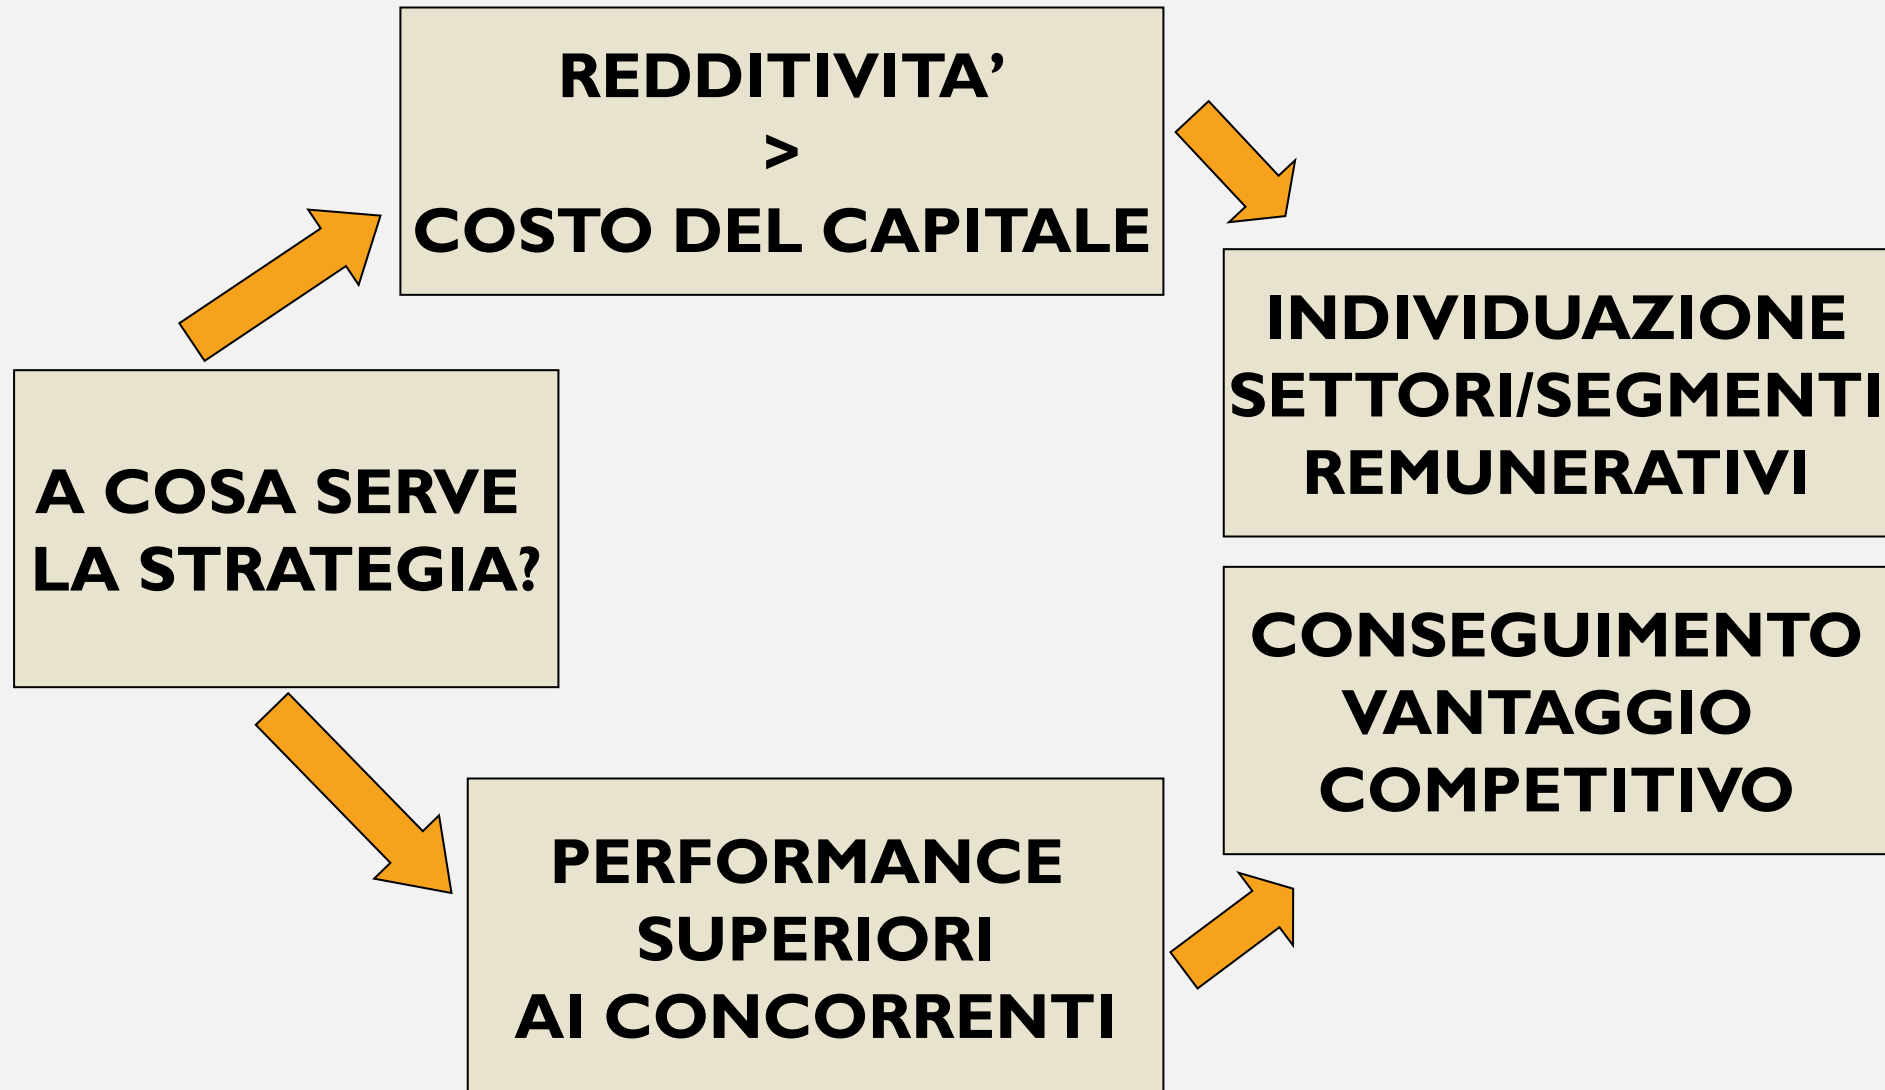 REDDITIVITA’
>
COSTO DEL CAPITALE
INDIVIDUAZIONE
SETTORI/SEGMENTI
REMUNERATIVI
A COSA SERVE
LA STRATEGIA?
CONSEGUIMENTO
VANTAGGIO
COMPETITIVO
PERFORMANCE
SUPERIORI
AI CONCORRENTI